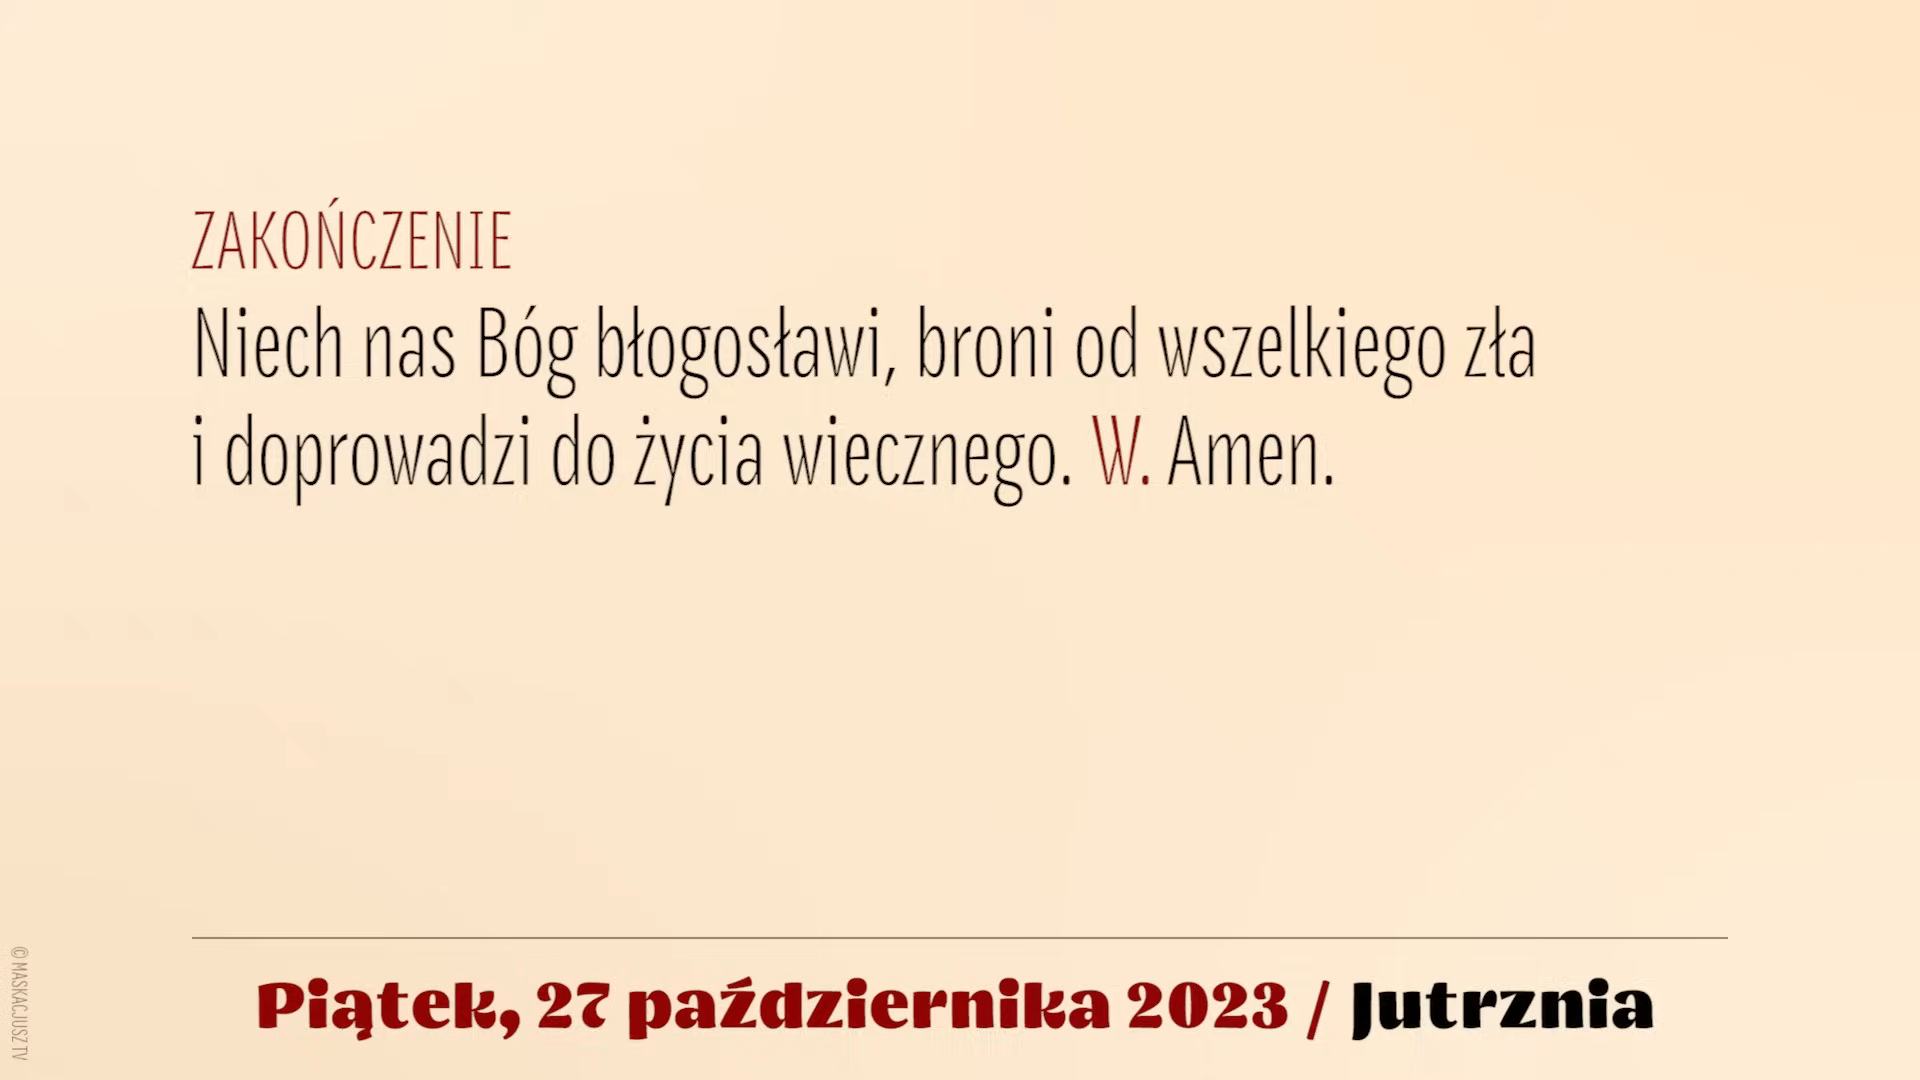 ZAKOŃCZENIE
Niech nas Bóg błogosławi, broni od wszelkiego zła
i doprowadzi do życia wiecznego. W. Amen.
© MASKACJUSZ TV
Piątek, 27 października 2023 / Jutrznia